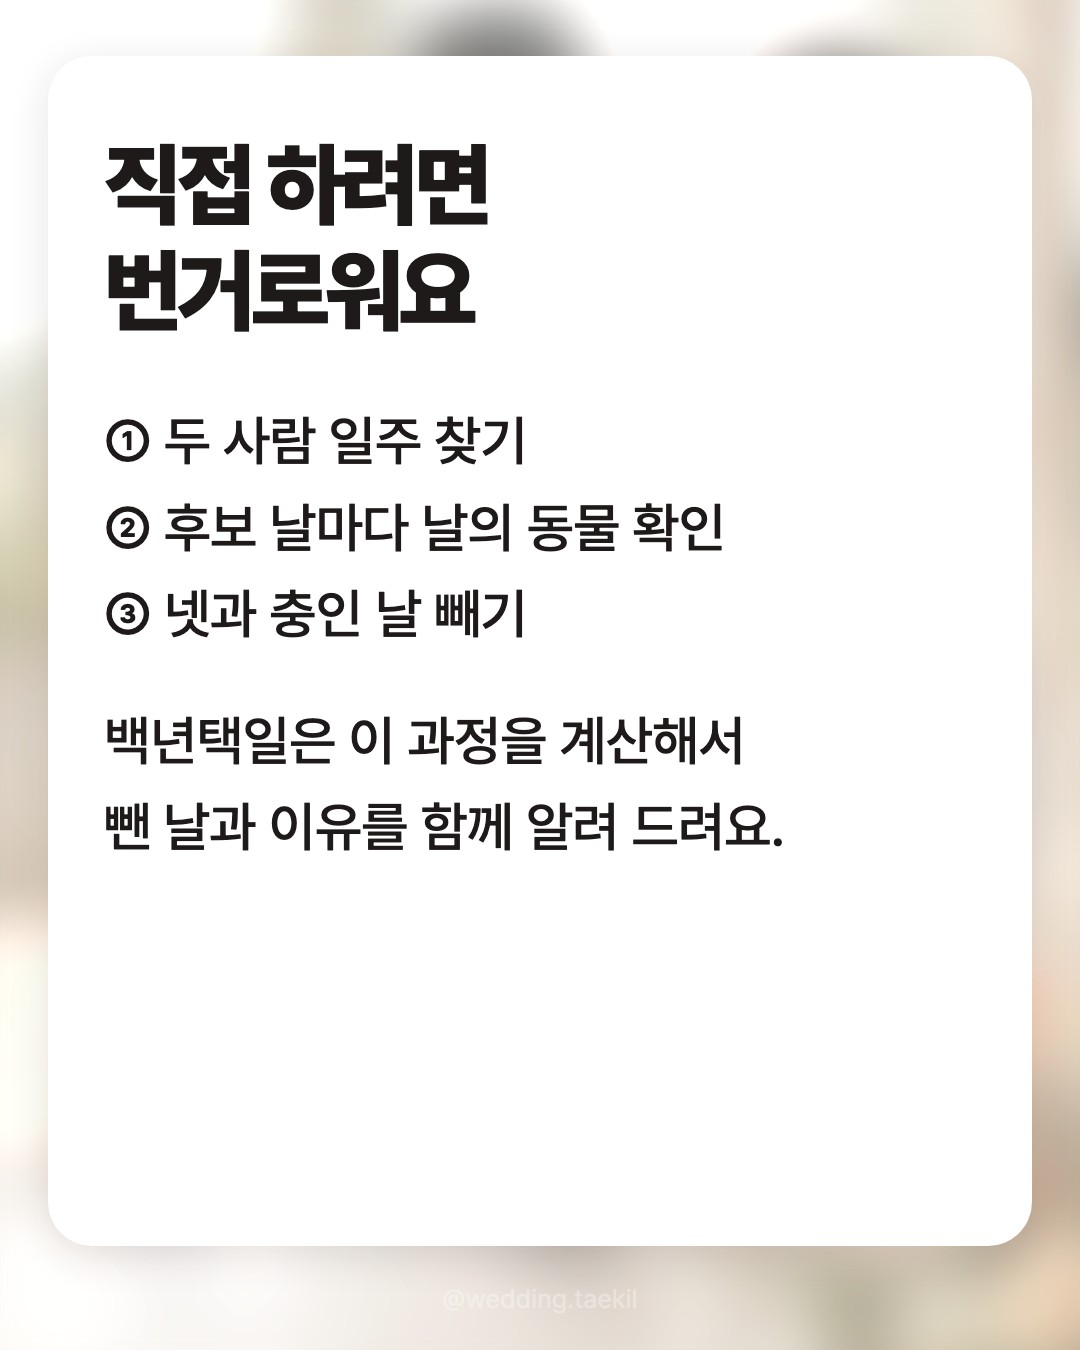 직접 하려면
번거로워요
① 두 사람 일주 찾기
② 후보 날마다 날의 동물 확인
③ 넷과 충인 날 빼기
백년택일은 이 과정을 계산해서
뺀 날과 이유를 함께 알려 드려요.
@wedding.taekil